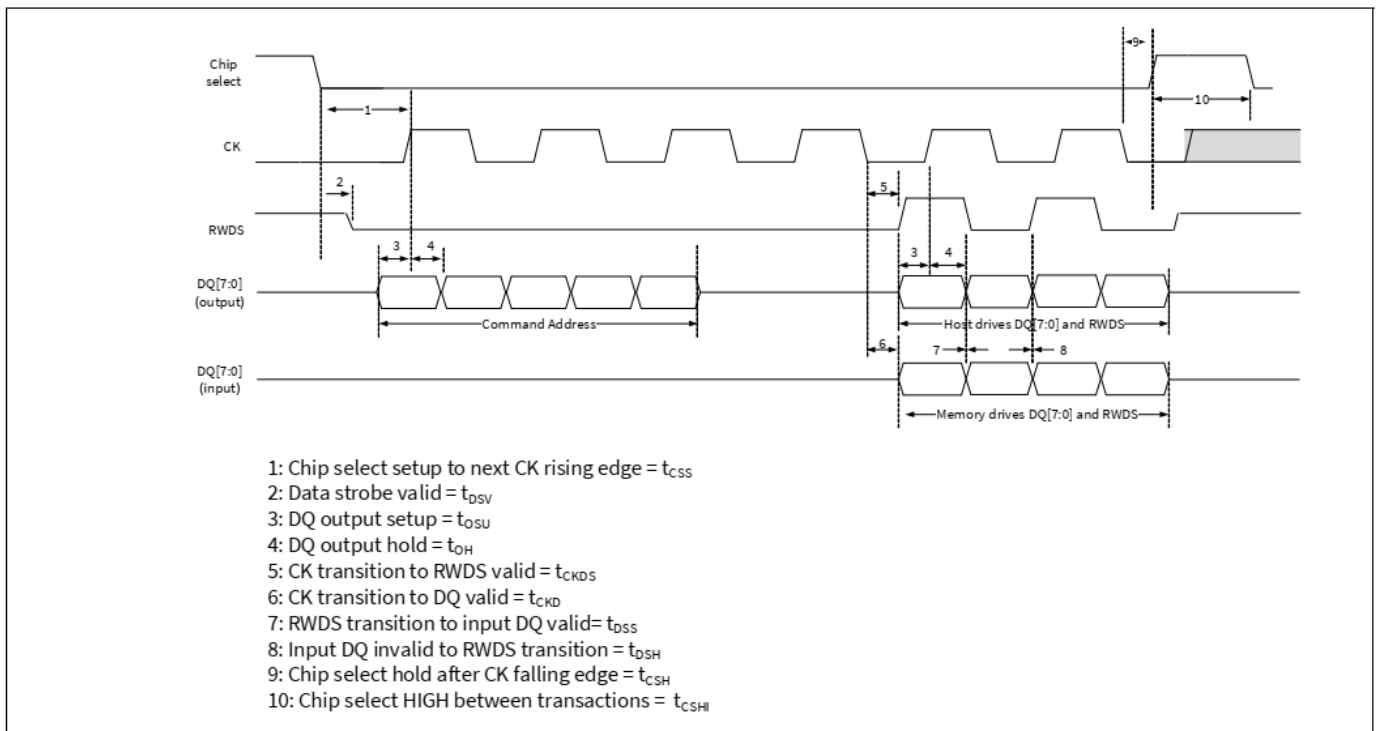 9
Chip
select
1
10
CK
2
5
RWDS
3
4
3
4
DQ[7:0]
(output)
Command Address
Host drives DQ[7:0] and RWDS
6
7
8
DQ[7:0]
(input)
Memory drives DQ[7:0] and RWDS
1: Chip select setup to next CK rising edge = tCSS
2: Data strobe valid = tDSV
3: DQ output setup = tOSU
4: DQ output hold = tOH
5: CK transition to RWDS valid = tCKDS
6: CK transition to DQ valid = tCKD
7: RWDS transition to input DQ valid= tDSS
8: Input DQ invalid to RWDS transition = tDSH
9: Chip select hold after CK falling edge = tCSH
10: Chip select HIGH between transactions = tCSHI